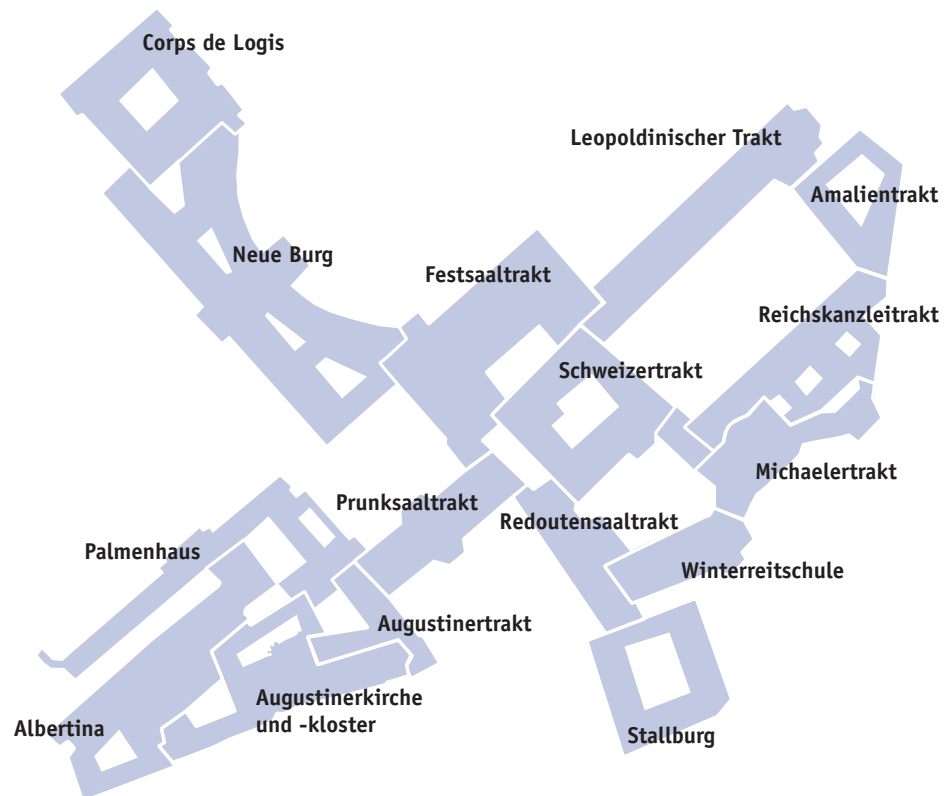 Corps de Logis
Leopoldinischer Trakt
Amalientrakt
Neue Burg
Festsaaltrakt
Reichskanzleitrakt
Schweizertrakt
Michaelertrakt
Prunksaaltrakt
Redoutensaaltrakt
Palmenhaus
Winterreitschule
Augustinertrakt
Augustinerkirche
und -kloster
Albertina
Stallburg